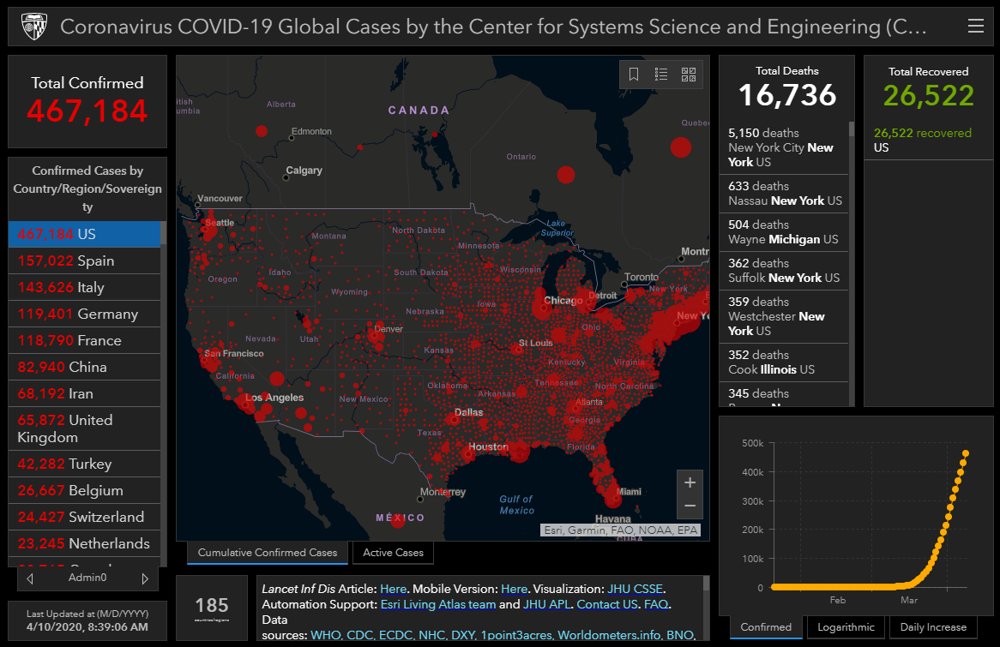 Coronavirus COVID-19 Global Cases by the Center for Systems Science and Engineering (C...
Total Confirmed
467,184
Confirmed Cases by
Country/Region/Sovereign
ty
467,184 US
157,022 Spain
143,626 Italy
119,401 Germany
118,790 France
82,940 China
68,192 Iran
65,872 United
Kingdom
42,282 Turkey
26,667 Belgium
24,427 Switzerland
23,245 Netherlands
Admin0
Last Updated at (M/D/YYYY)
4/10/2020, 8:39:06 AM
CANADA
Alberta
Edmonton
Quebec
Ontario
Calgary
Vancouver
Seattle
Lake
Superior
Montana
North Dakota
Minnesota
Montr
Oregon
Idaho
South Dakota
Wisconsin
Toronto
Wyoming
New York
Detroit
Chicago
Iowa
Nebraska
New Yo
Denver
Ohio
Nevada
Utah
St Louis
San Francisco
Kansas
Kentucky
Virginia
California
Oklahoma
Tennessee
North Carolina
Los Angeles
New Mexico
Arkansas
Atlanta
Dallas
Georgia
Texas
Houston
Florida
Monterrey
Miami
Gulf of
Mexico
MÉXICO
Havana
CUBA
Esri, Garmin, FAO, NOAA, EPA
Cumulative Confirmed Cases
Active Cases
185
countries/regions
Lancet Inf Dis Article: Here. Mobile Version: Here. Visualization: JHU CSSE.
Automation Support: Esri Living Atlas team and JHU APL. Contact US. FAQ.
Data
sources: WHO, CDC, ECDC, NHC, DXY, 1point3acres, Worldometers.info, BNO,
Total Deaths
16,736
5,150 deaths
New York City New
York US
633 deaths
Nassau New York US
504 deaths
Wayne Michigan US
362 deaths
Suffolk New York US
359 deaths
Westchester New
York US
352 deaths
Cook Illinois US
345 deaths
Total Recovered
26,522
26,522 recovered
US
500k
400k
300k
200k
100k
0
Feb
Mar
Confirmed
Logarithmic
Daily Increase